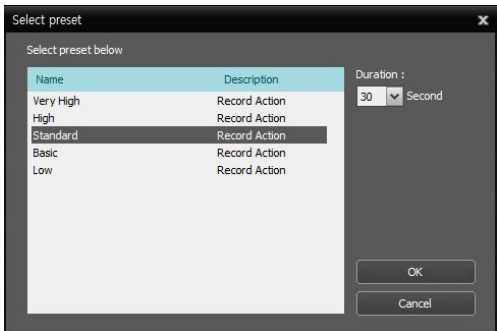 Select preset x
Select preset below
Name Description
Very High Record Action
High Record Action
Standard Record Action
Basic Record Action
Low Record Action
Duration :
30 Second
OK
Cancel